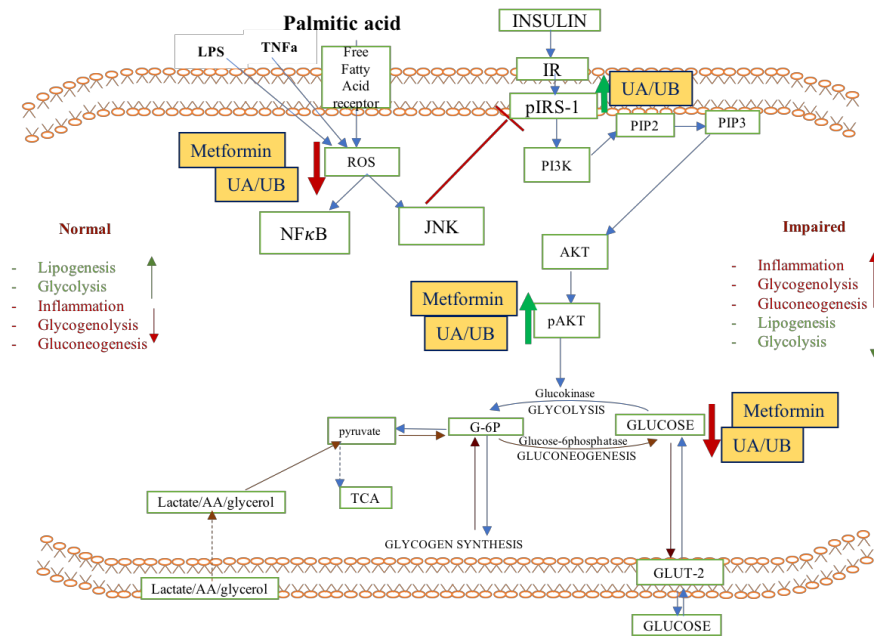 Palmitic acid
INSULIN
LPS
TNFa
Free
Fatty
Acid
receptor
IR
UA/UB
pIRS-1
PIP2
PIP3
Metformin
UA/UB
ROS
PI3K
NFκB
JNK
Normal
- Lipogenesis
- Glycolysis
- Inflammation
- Glycogenolysis
- Gluconeogenesis
AKT
Impaired
- Inflammation
- Glycogenolysis
- Gluconeogenesis
- Lipogenesis
- Glycolysis
Metformin
UA/UB
pAKT
Glucokinase
GLYCOLYSIS
pyruvate
G-6P
GLUCOSE
Metformin
UA/UB
Glucose-6phosphatase
GLUCONEOGENESIS
Lactate/AA/glycerol
TCA
GLYCOGEN SYNTHESIS
Lactate/AA/glycerol
GLUT-2
GLUCOSE